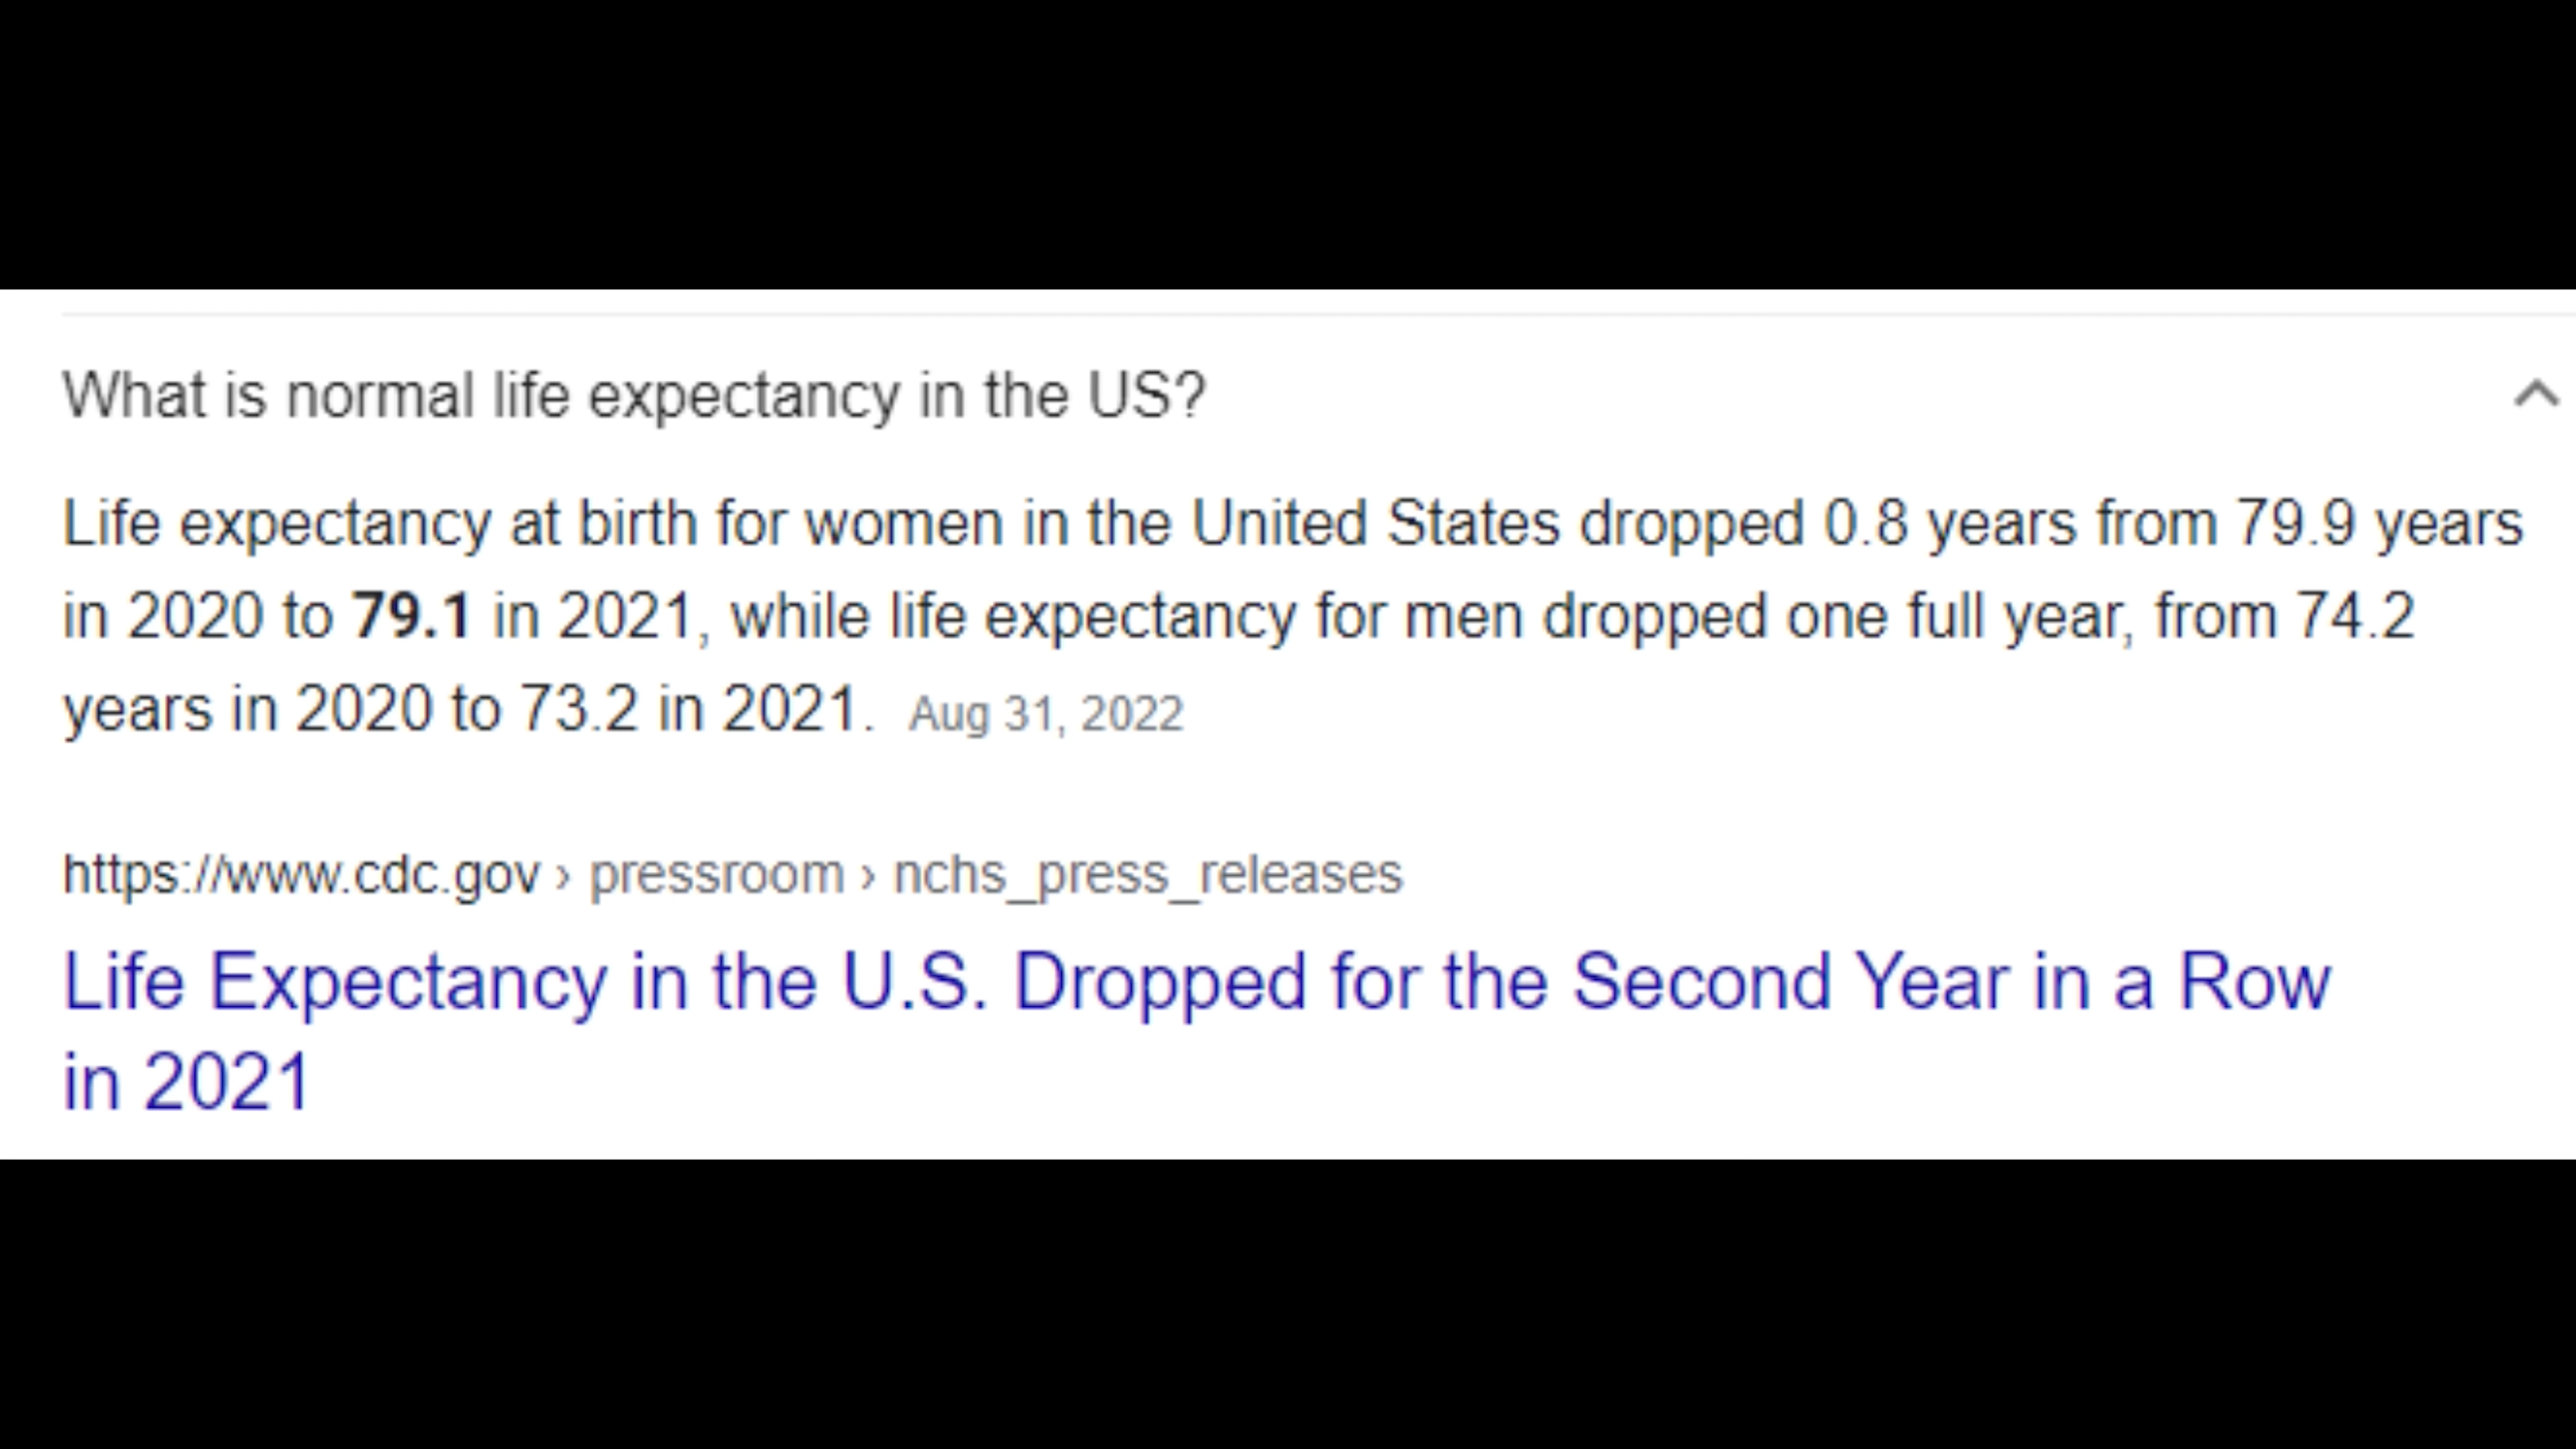 What is normal life expectancy in the US?
Life expectancy at birth for women in the United States dropped 0.8 years from 79.9 years
in 2020 to 79.1 in 2021, while life expectancy for men dropped one full year, from 74.2
years in 2020 to 73.2 in 2021. Aug 31, 2022
https://www.cdc.gov › pressroom › nchs_press_releases
Life Expectancy in the U.S. Dropped for the Second Year in a Row
in 2021